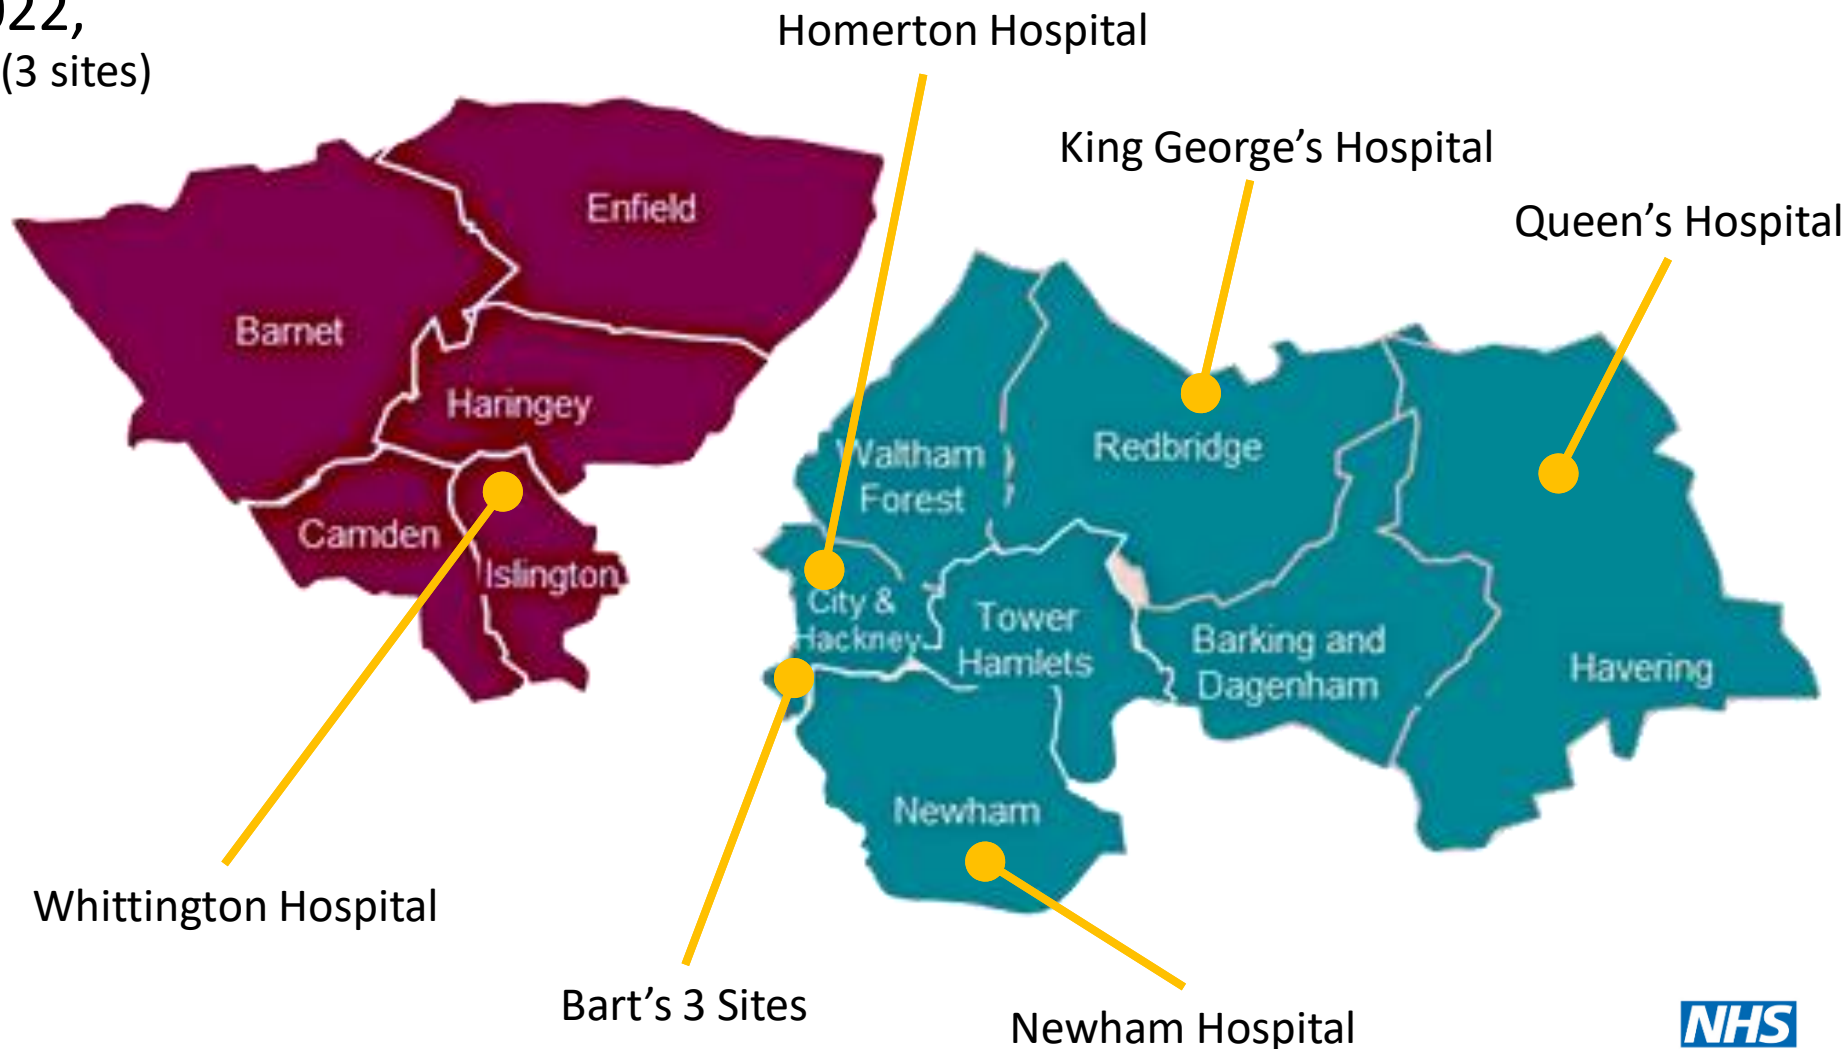 022,
(3 sites)
Homerton Hospital
King George’s Hospital
Queen’s Hospital
Enfield
Barnet
Haringey
Camden
Islington
Waltham
Forest
Redbridge
City &
Hackney
Tower
Hamlets
Barking and
Dagenham
Havering
Newham
Whittington Hospital
Bart’s 3 Sites
Newham Hospital
NHS